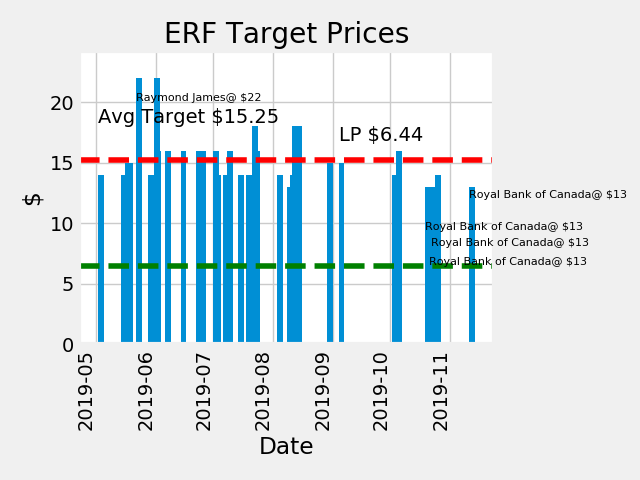 ERF Target Prices
Raymond James@ $22
Avg Target $15.25
LP $6.44
Royal Bank of Canada@ $13
Royal Bank of Canada@ $13
Royal Bank of Canada@ $13
Royal Bank of Canada@ $13
$
20
15
10
5
0
2019-05
2019-06
2019-07
2019-08
2019-09
2019-10
2019-11
Date